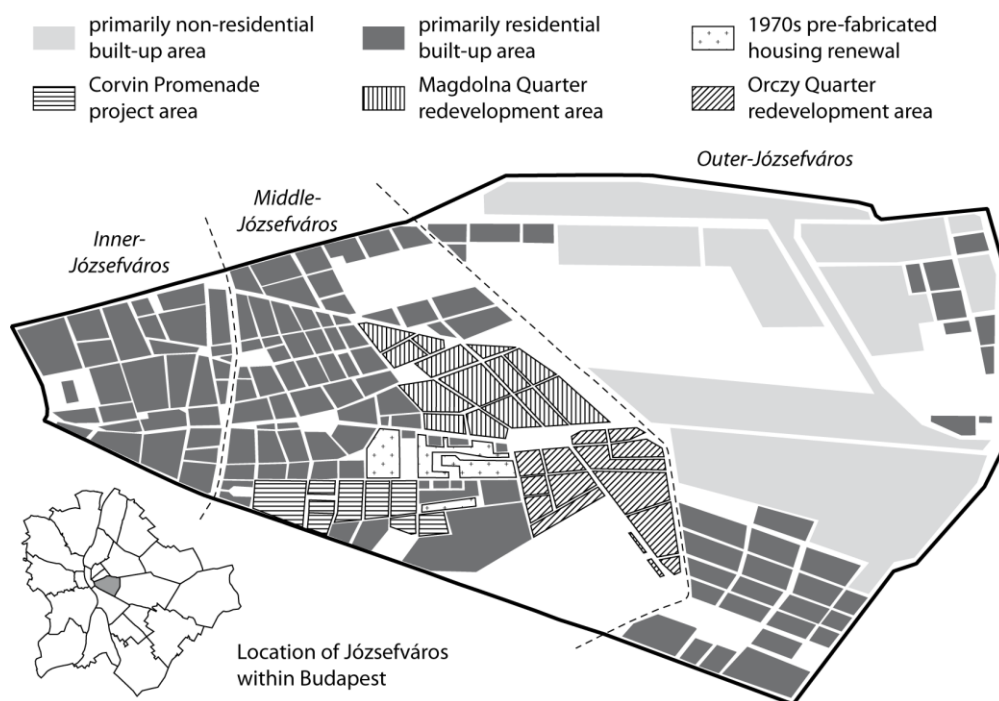 primarily non-residential
built-up area
primarily residential
built-up area
1970s pre-fabricated
housing renewal
Corvin Promenade
project area
Magdolna Quarter
redevelopment area
Orczy Quarter
redevelopment area
Outer-Józsefváros
Middle-
Józsefváros
Inner-
Józsefváros
Location of Józsefváros
within Budapest